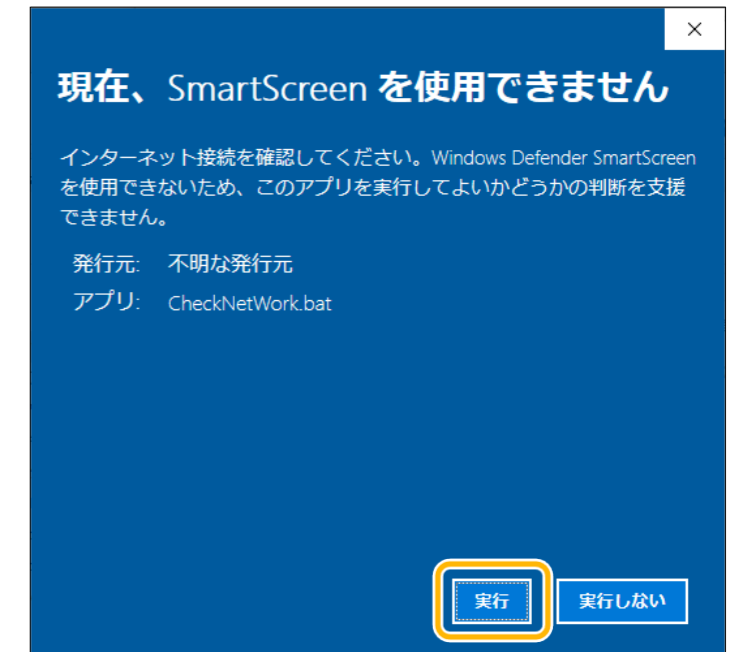 現在、SmartScreen を使用できません
インターネット接続を確認してください。Windows Defender SmartScreen
を使用できないため、このアプリを実行してよいかどうかの判断を支援
できません。
発行元: 不明な発行元
アプリ: CheckNetWork.bat
実行 実行しない